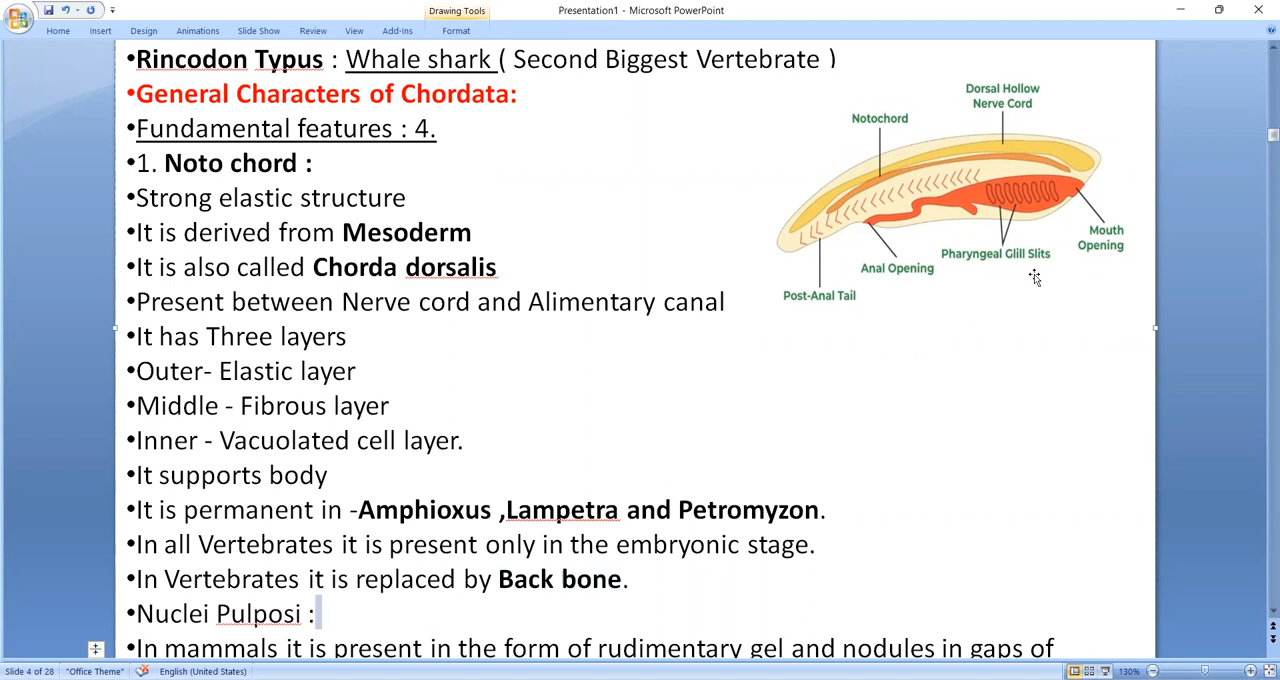 Drawing Tools
Presentation1 - Microsoft PowerPoint
Home Insert Design Animations Slide Show Review View Add-Ins Format
•Rincodon Typus : Whale shark ( Second Biggest Vertebrate )
•General Characters of Chordata:
•Fundamental features : 4.
•1. Noto chord :
•Strong elastic structure
•It is derived from Mesoderm
•It is also called Chorda dorsalis
•Present between Nerve cord and Alimentary canal
•It has Three layers
•Outer- Elastic layer
•Middle - Fibrous layer
•Inner - Vacuolated cell layer.
•It supports body
•It is permanent in -Amphioxus ,Lampetra and Petromyzon.
•In all Vertebrates it is present only in the embryonic stage.
•In Vertebrates it is replaced by Back bone.
•Nuclei Pulposi :
•In mammals it is present in the form of rudimentary gel and nodules in gaps of
Dorsal Hollow
Nerve Cord
Notochord
Mouth
Opening
Pharyngeal Glill Slits
Anal Opening
Post-Anal Tail
Slide 4 of 28 "Office Theme" English (United States) 130%